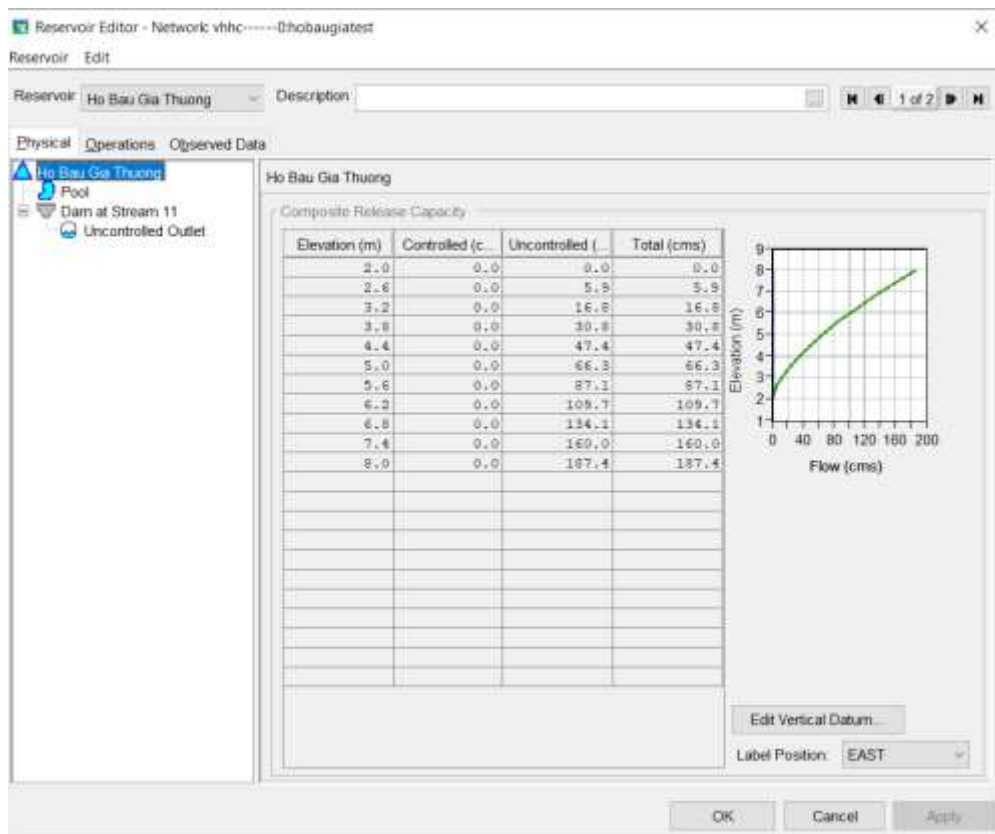 Reservoir Editor - Network: vhhc------0:hobaugiatest
Reservoir Edit
Reservoir Ho Bau Gia Thuong Description 1 of 2
Physical Operations Observed Data
Ho Bau Gia Thuong
Pool
Dam at Stream 11
Uncontrolled Outlet
Ho Bau Gia Thuong
Composite Release Capacity
Elevation (m) Controlled (c... Uncontrolled (... Total (cms)
2.0 0.0 0.0 0.0
2.6 0.0 5.9 5.9
3.2 0.0 16.8 16.8
3.8 0.0 30.8 30.8
4.4 0.0 47.4 47.4
5.0 0.0 66.3 66.3
5.6 0.0 87.1 87.1
6.2 0.0 109.7 109.7
6.8 0.0 134.1 134.1
7.4 0.0 160.0 160.0
8.0 0.0 187.4 187.4
9
8
7
6
5
4
3
2
1
Elevation (m)
0 40 80 120 160 200
Flow (cms)
Edit Vertical Datum...
Label Position: EAST
OK Cancel Apply